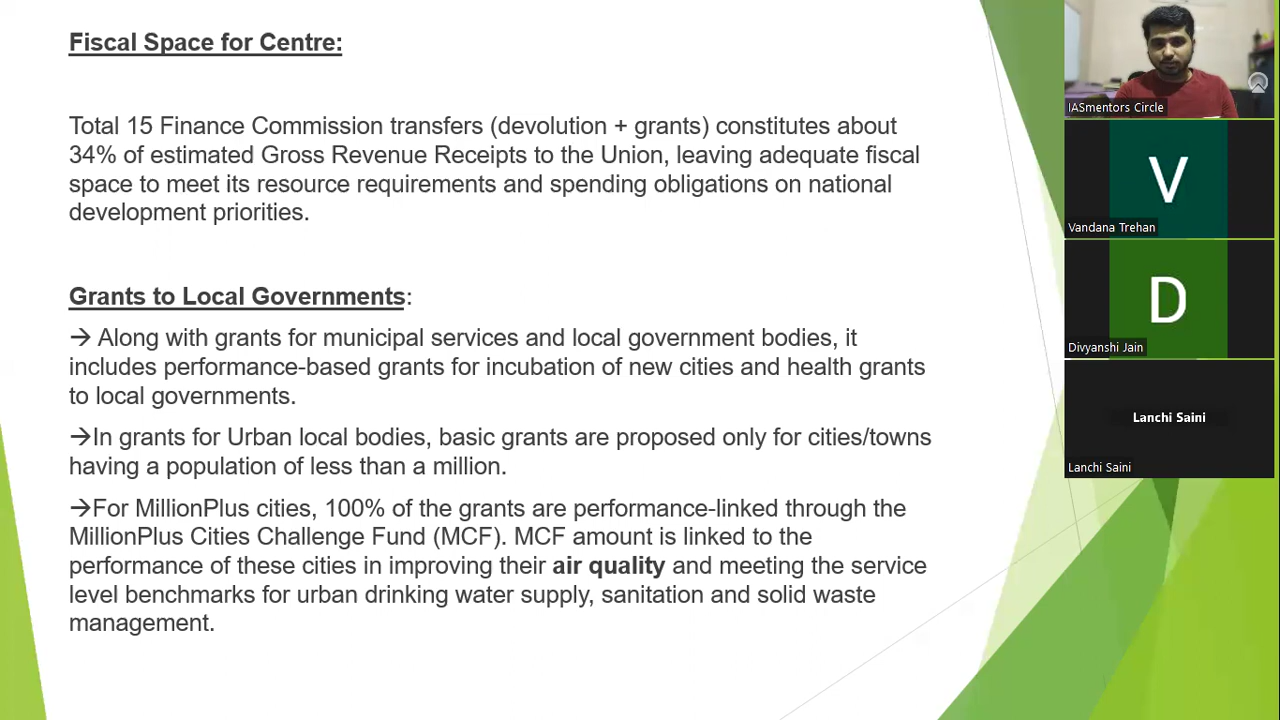 Fiscal Space for Centre:
Total 15 Finance Commission transfers (devolution + grants) constitutes about
34% of estimated Gross Revenue Receipts to the Union, leaving adequate fiscal
space to meet its resource requirements and spending obligations on national
development priorities.
Grants to Local Governments:
→ Along with grants for municipal services and local government bodies, it
includes performance-based grants for incubation of new cities and health grants
to local governments.
→In grants for Urban local bodies, basic grants are proposed only for cities/towns
having a population of less than a million.
→For MillionPlus cities, 100% of the grants are performance-linked through the
MillionPlus Cities Challenge Fund (MCF). MCF amount is linked to the
performance of these cities in improving their air quality and meeting the service
level benchmarks for urban drinking water supply, sanitation and solid waste
management.
IASmentors Circle
V
Vandana Trehan
D
Divyanshi Jain
Lanchi Saini
Lanchi Saini